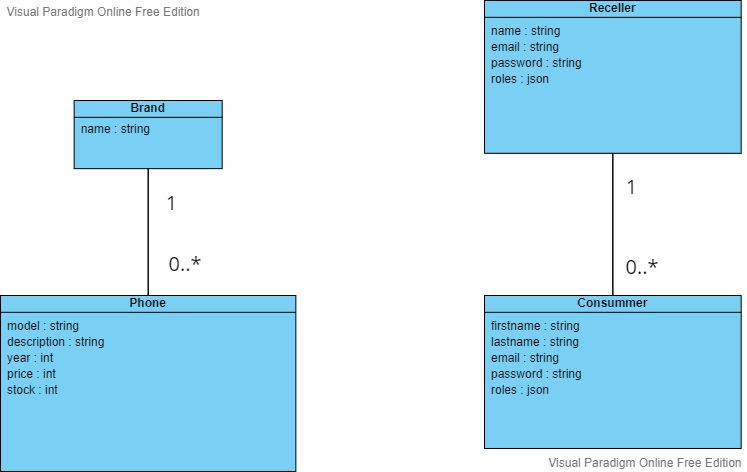 Visual Paradigm Online Free Edition
Receller
name : string
email : string
password : string
roles : json
Brand
name : string
1
0..*
1
0..*
Phone
model : string
description : string
year : int
price : int
stock : int
Consummer
firstname : string
lastname : string
email : string
password : string
roles : json
Visual Paradigm Online Free Edition